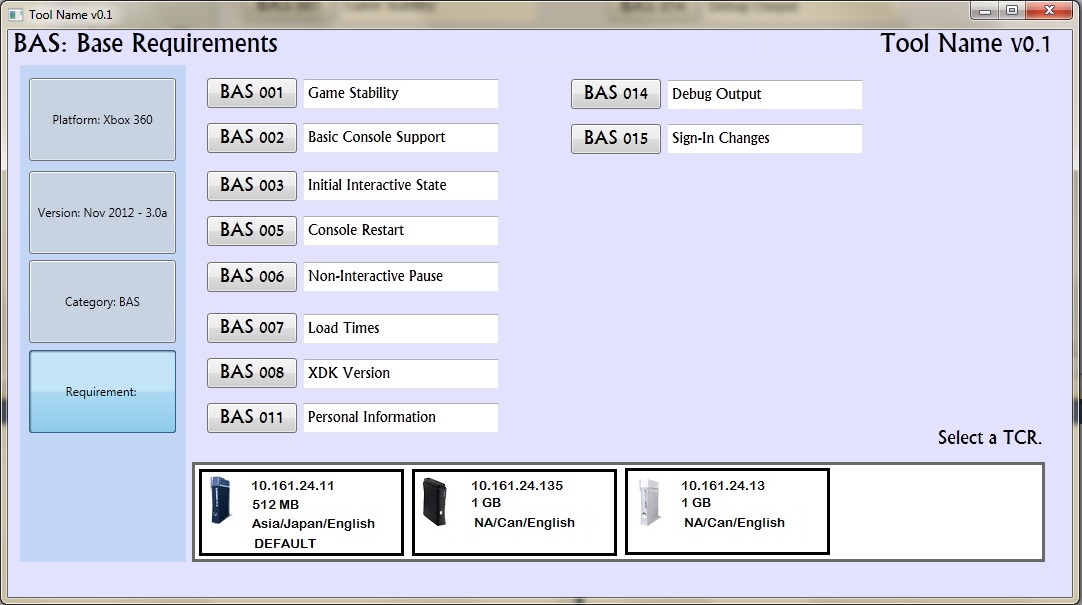 Tool Name v0.1
BAS: Base Requirements
Tool Name v0.1
Platform: Xbox 360
Version: Nov 2012 - 3.0a
Category: BAS
Requirement:
BAS 001 Game Stability
BAS 002 Basic Console Support
BAS 003 Initial Interactive State
BAS 005 Console Restart
BAS 006 Non-Interactive Pause
BAS 007 Load Times
BAS 008 XDK Version
BAS 011 Personal Information
BAS 014 Debug Output
BAS 015 Sign-In Changes
Select a TCR.
10.161.24.11
512 MB
Asia/Japan/English
DEFAULT
10.161.24.135
1 GB
NA/Can/English
10.161.24.13
1 GB
NA/Can/English